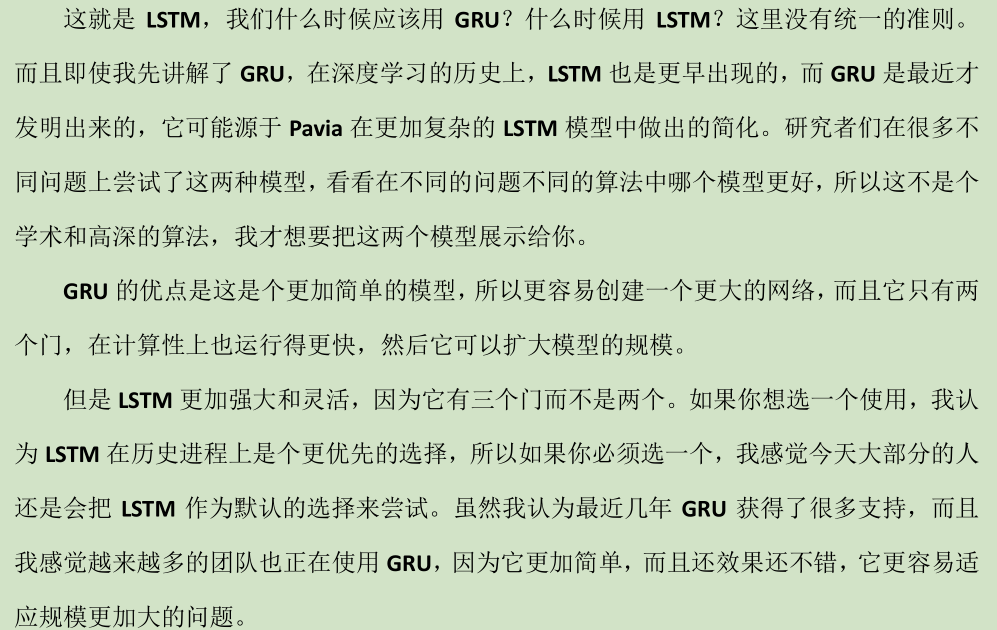 这就是 LSTM，我们什么时候应该用 GRU？什么时候用 LSTM？这里没有统一的准则。
而且即使我先讲解了 GRU，在深度学习的历史上，LSTM 也是更早出现的，而 GRU 是最近才
发明出来的，它可能源于 Pavia 在更加复杂的 LSTM 模型中做出的简化。研究者们在很多不
同问题上尝试了这两种模型，看看在不同的问题不同的算法中哪个模型更好，所以这不是个
学术和高深的算法，我才想要把这两个模型展示给你。
GRU 的优点是这是个更加简单的模型，所以更容易创建一个更大的网络，而且它只有两
个门，在计算性上也运行得更快，然后它可以扩大模型的规模。
但是 LSTM 更加强大和灵活，因为它有三个门而不是两个。如果你想选一个使用，我认
为 LSTM 在历史进程上是个更优先的选择，所以如果你必须选一个，我感觉今天大部分的人
还是会把 LSTM 作为默认的选择来尝试。虽然我认为最近几年 GRU 获得了很多支持，而且
我感觉越来越多的团队也正在使用 GRU，因为它更加简单，而且还效果还不错，它更容易适
应规模更加大的问题。